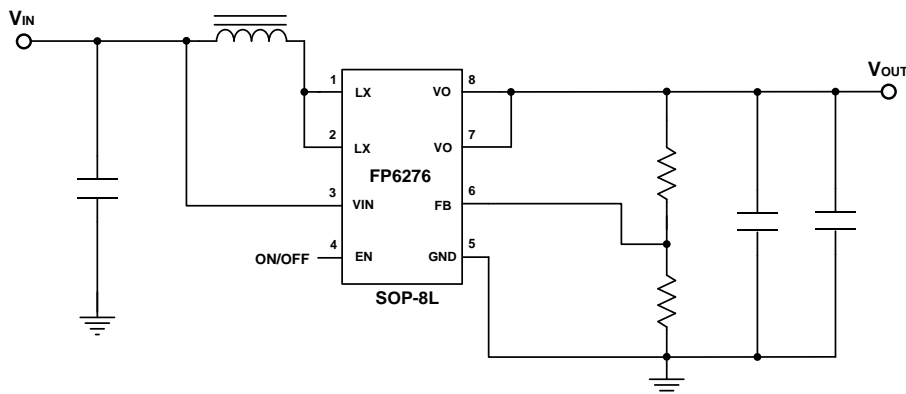 VIN
VOUT
1 LX VO 8
2 LX VO 7
FP6276
3 VIN FB 6
4 EN GND 5
ON/OFF
SOP-8L